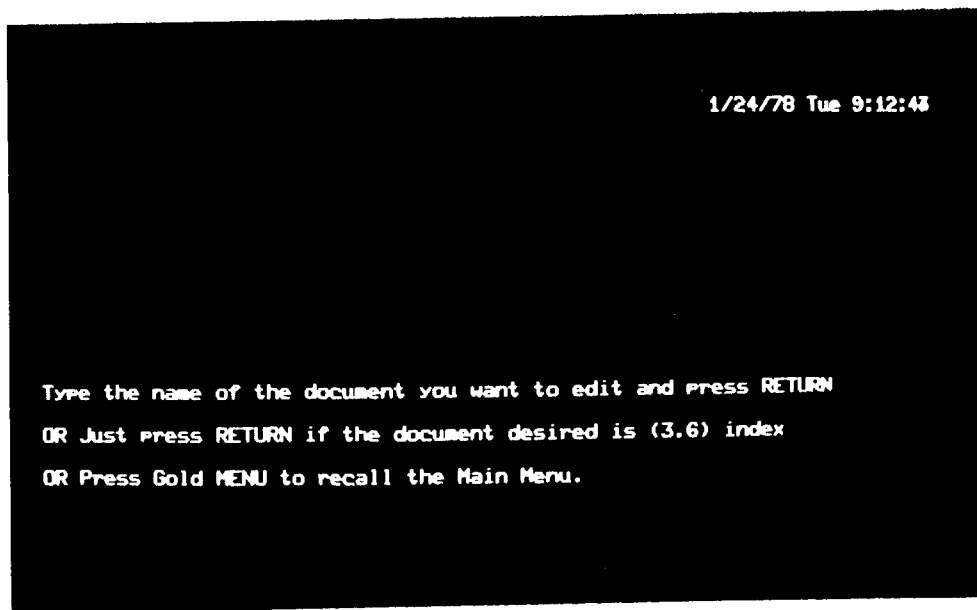 1/24/78 Tue 9:12:43
Type the name of the document you want to edit and press RETURN
OR Just press RETURN if the document desired is (3.6) index
OR Press Gold MENU to recall the Main Menu.